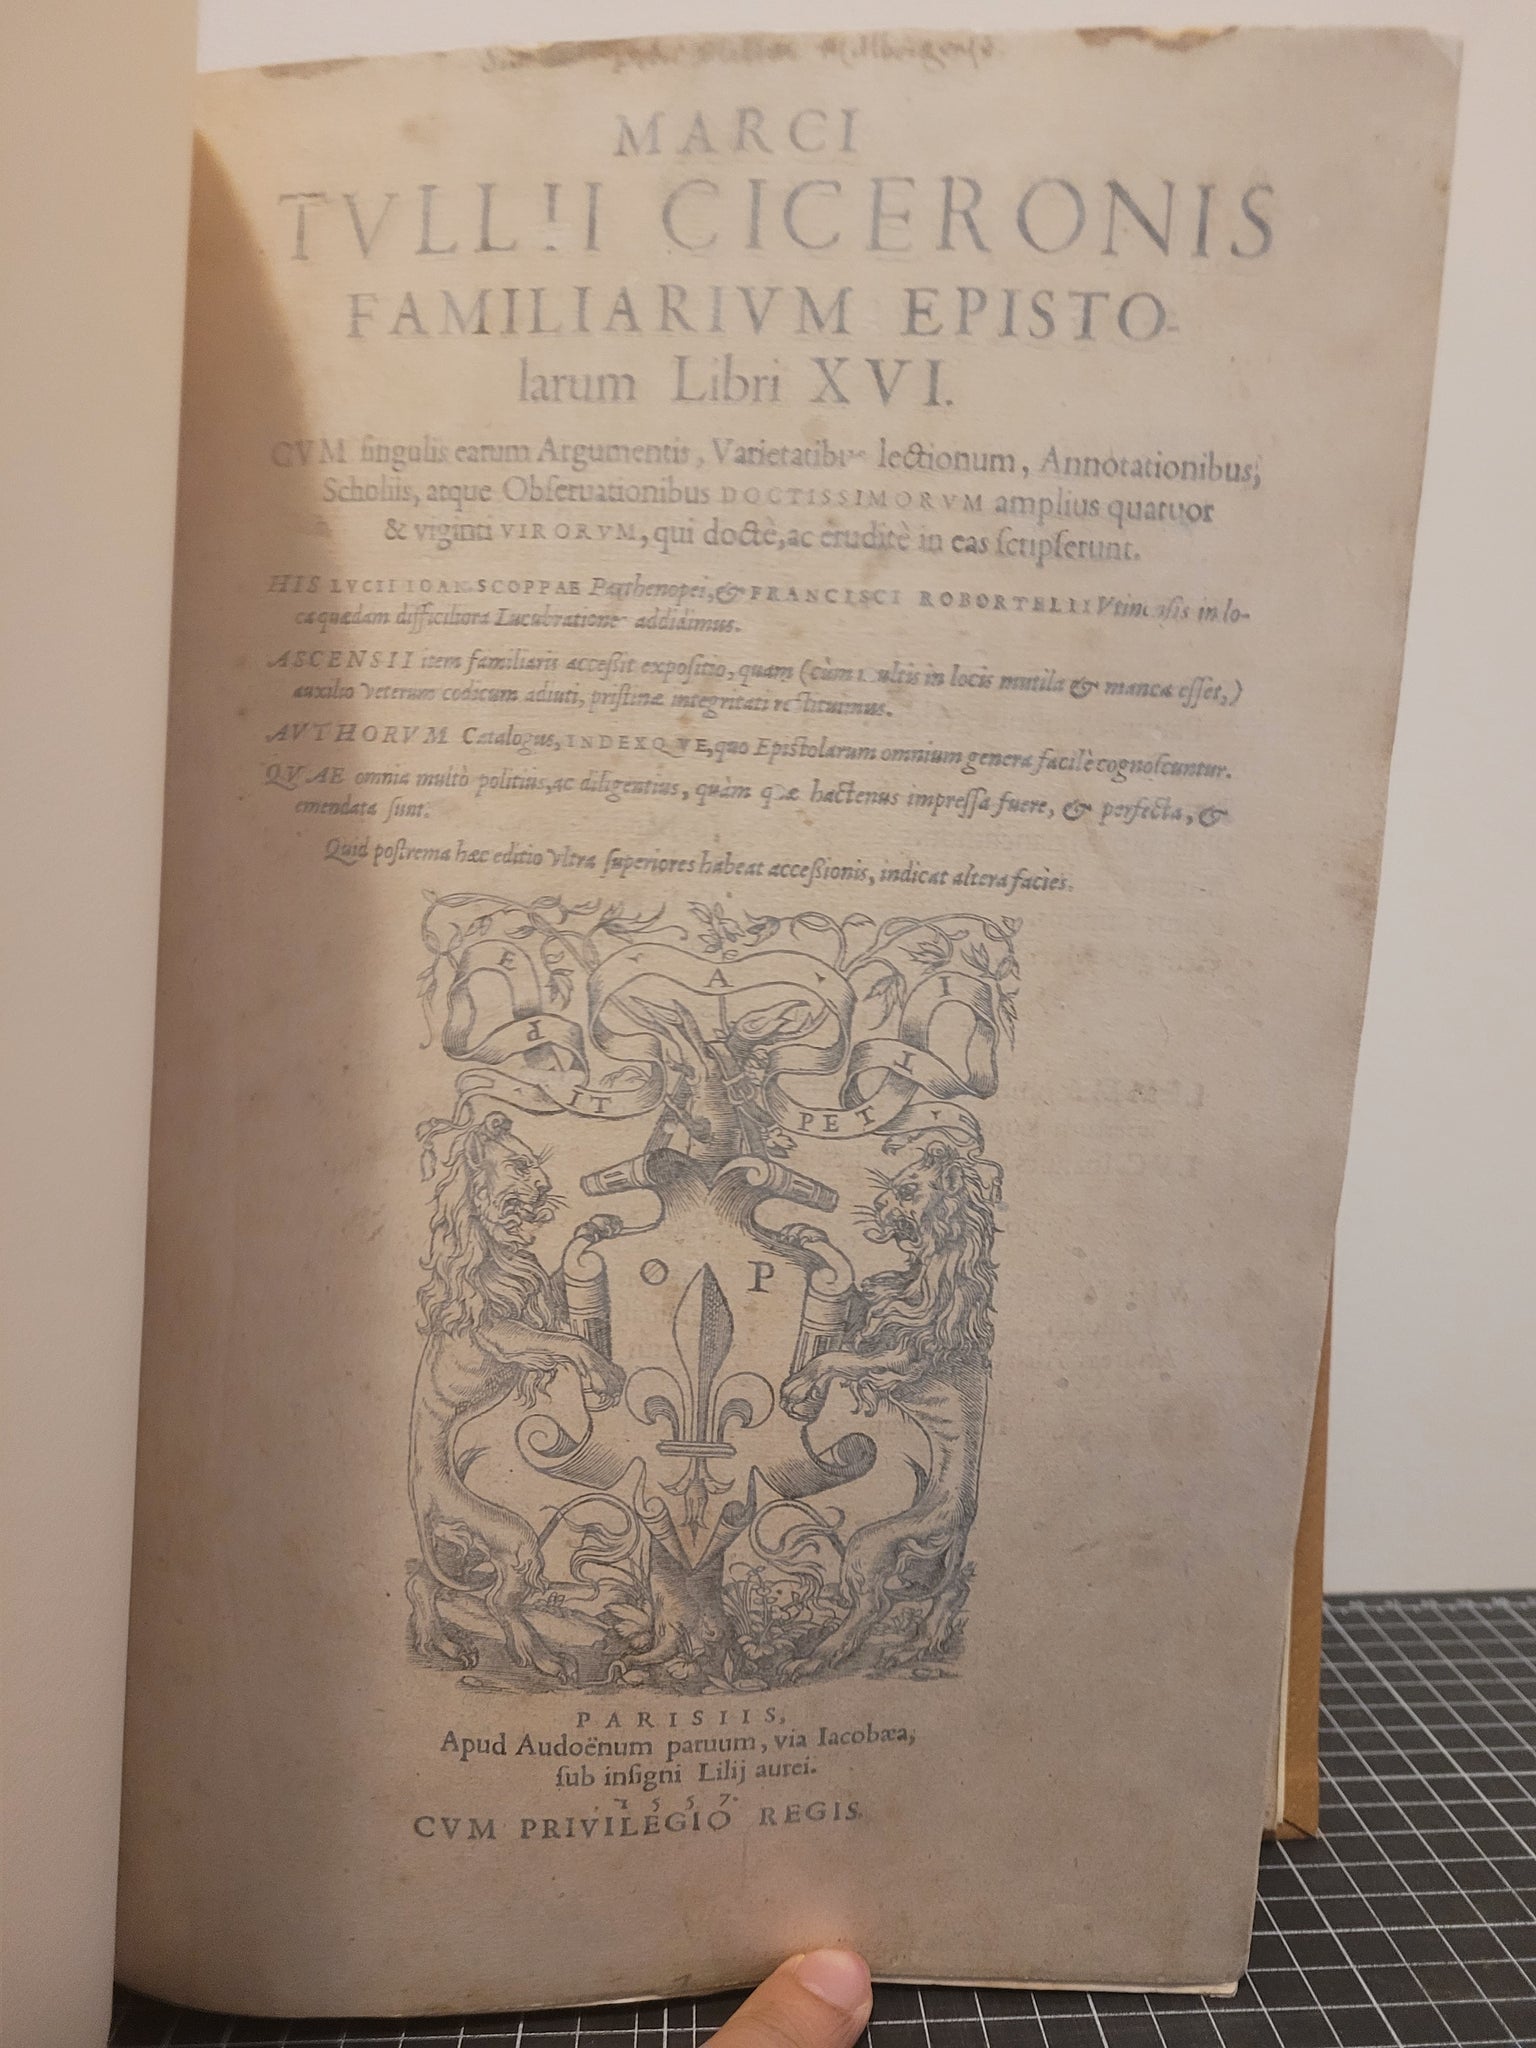 MARCI
TVLLII CICERONIS
FAMILIARIVM EPISTO-
larum Libri XVI.
CVM ſingulis earum Argumentis, Varietatibus lectionum, Annotationibus,
Scholiis, atque Obſeruationibus DOCTISSIMORVM amplius quatuor
& viginti VIRORVM, qui doctè, ac eruditè in eas ſcripſerunt.
HIS LVCII IOAN. SCOPPAE Parthenopei, & FRANCISCI ROBORTELII Vtinenſis in lo-
ca quædam difficiliora Lucubrationes addidimus.
ASCENSII item familiaris acceßit expoſitio, quam (cùm multis in locis mutila & manca eſſet,)
auxilio veterum codicum adiuti, priſtinæ integritati reſtituimus.
AVTHORVM Catalogus, INDEXQVE, quo Epiſtolarum omnium genera facilè cognoſcuntur.
QVAE omnia multò politius, ac diligentius, quàm quæ hactenus impreſſa fuere, & perfecta, &
emendata ſunt.
Quid poſtrema hæc editio vltra ſuperiores habeat acceßionis, indicat altera facies.
E A I
P T
IT PET
O P
PARISIIS,
Apud Audoënum paruum, via Iacobæa,
ſub inſigni Lilij aurei.
1557.
CVM PRIVILEGIO REGIS.